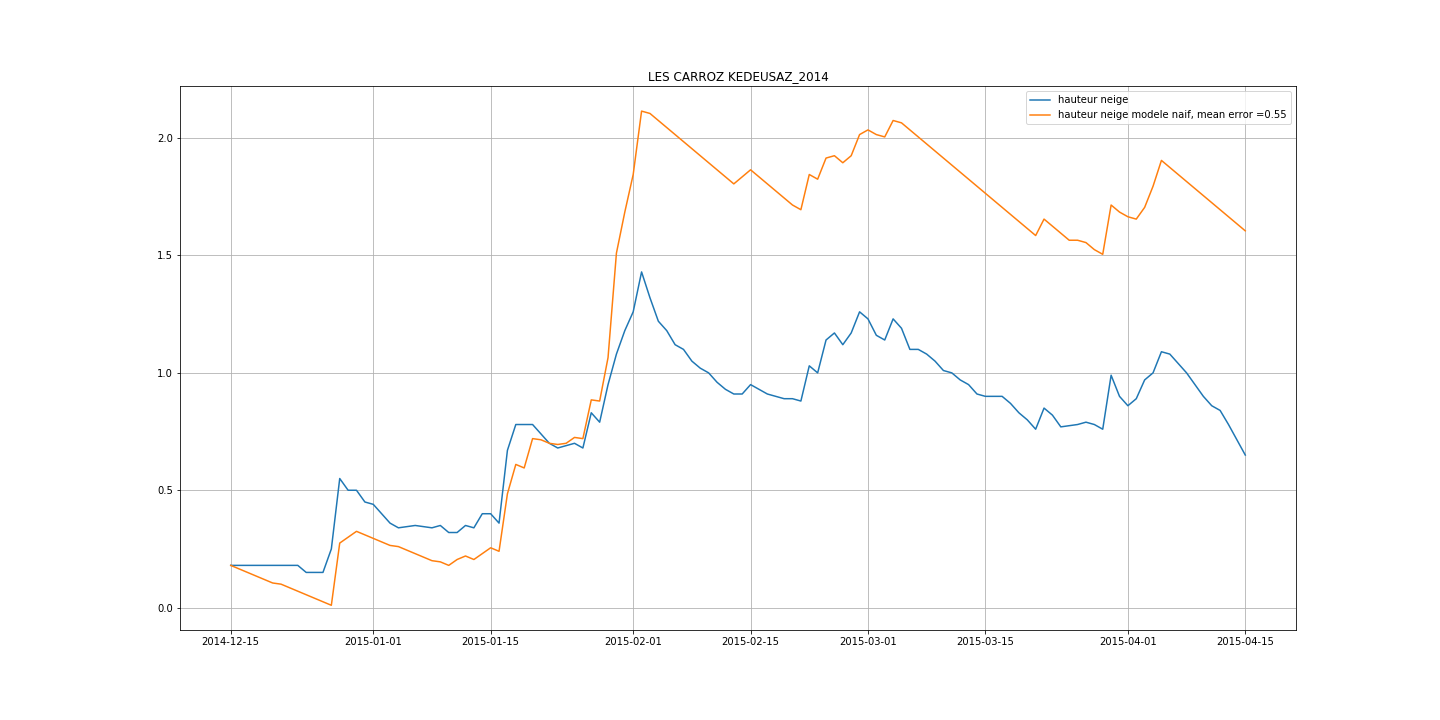 LES CARROZ KEDEUSAZ_2014
hauteur neige
hauteur neige modele naif, mean error =0.55
2.0
1.5
1.0
0.5
0.0
2014-12-15 2015-01-01 2015-01-15 2015-02-01 2015-02-15 2015-03-01 2015-03-15 2015-04-01 2015-04-15